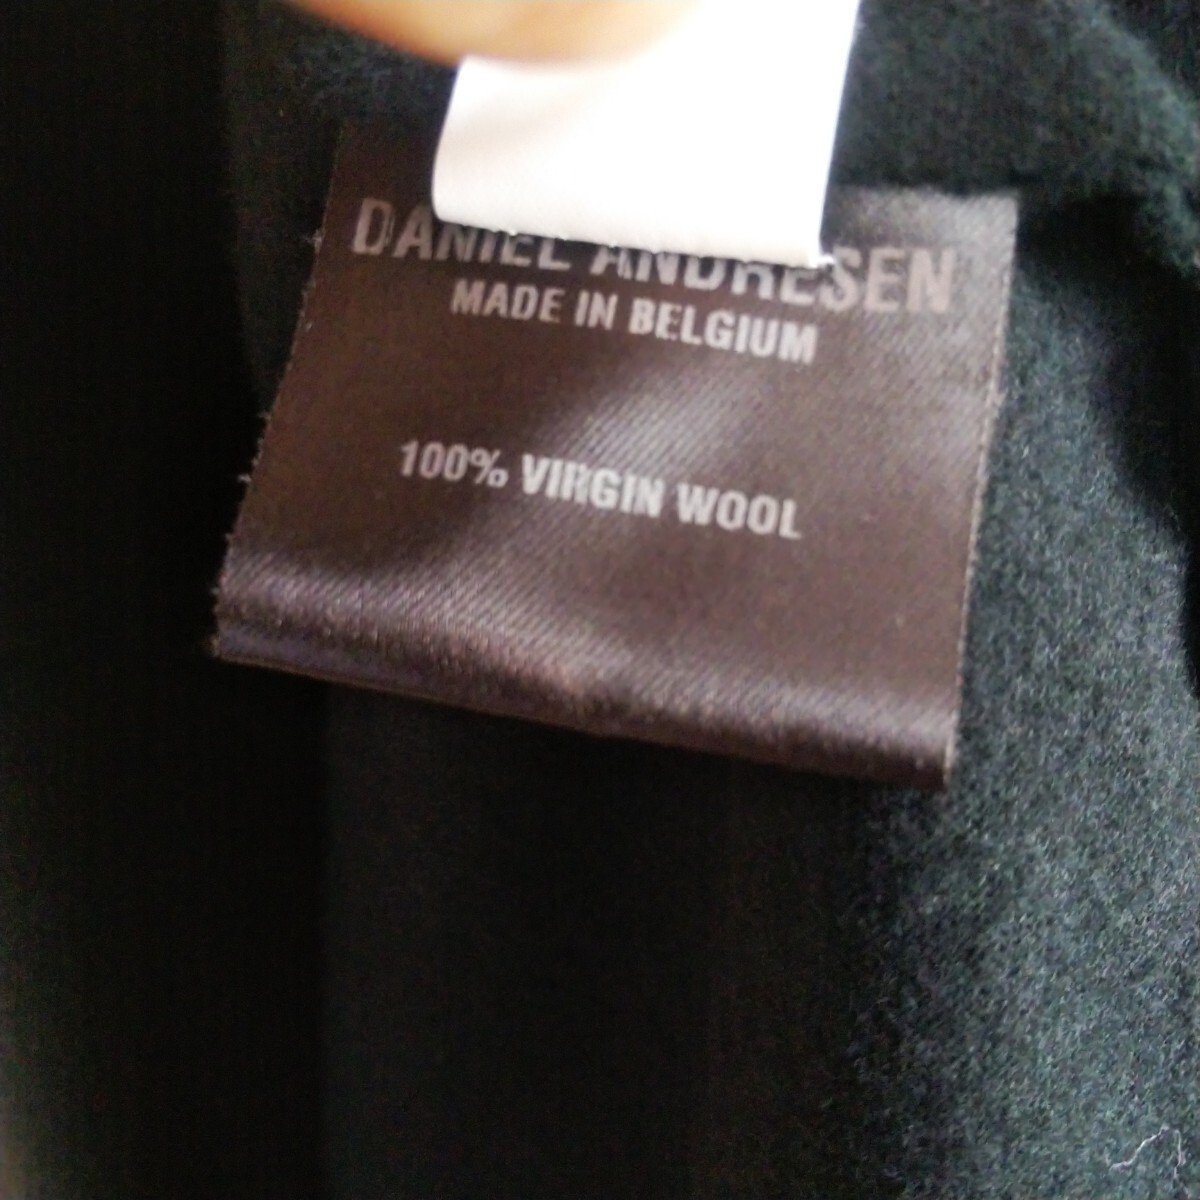 DANIEL ANDRESEN
MADE IN BELGIUM
100% VIRGIN WOOL